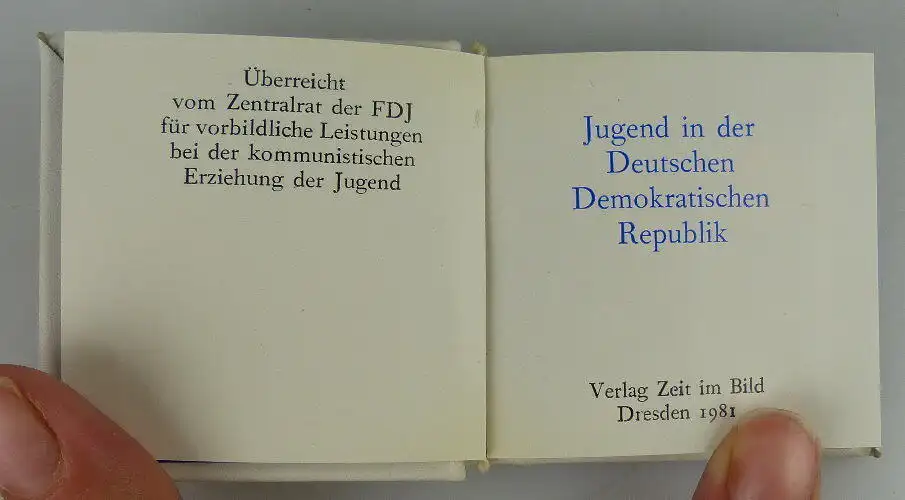 Überreicht
vom Zentralrat der FDJ
für vorbildliche Leistungen
bei der kommunistischen
Erziehung der Jugend
Jugend in der
Deutschen
Demokratischen
Republik
Verlag Zeit im Bild
Dresden 1981